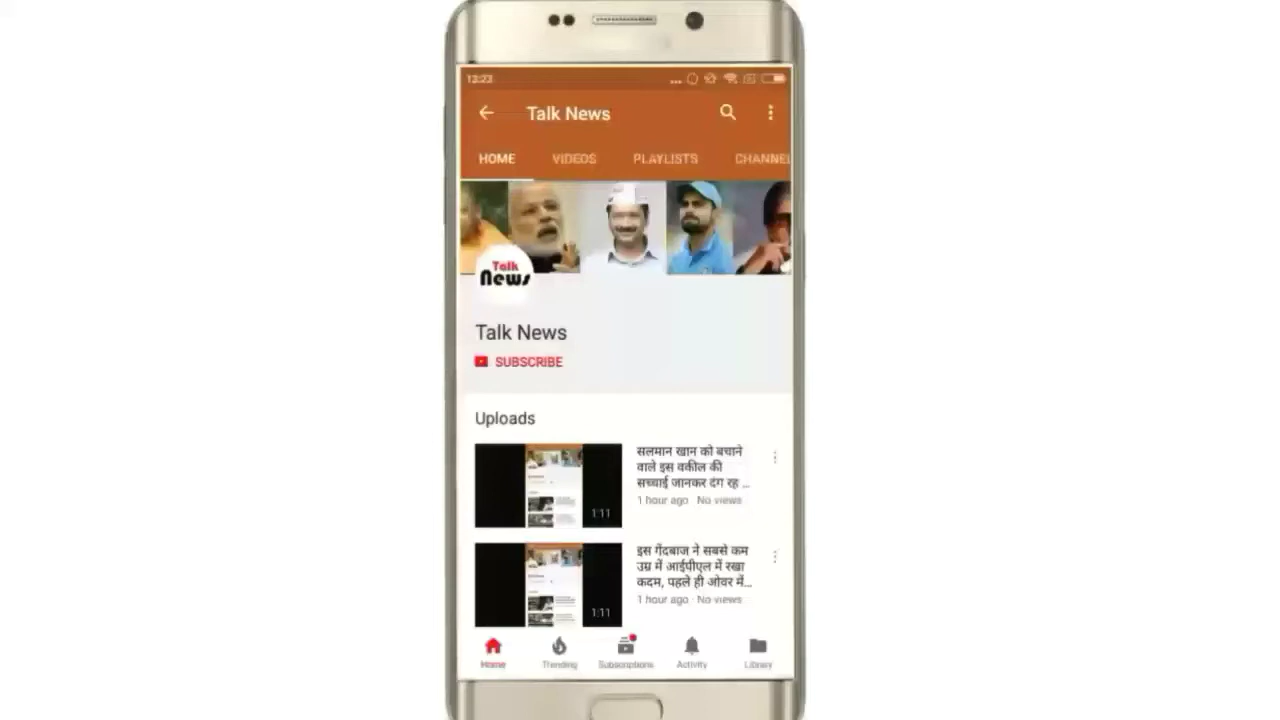 13:23
Talk News
HOME VIDEOS PLAYLISTS CHANNEL
Talk
News
Talk News
SUBSCRIBE
Uploads
सलमान खान को बचाने
वाले इस वकील की
सच्चाई जानकर दंग रह ...
1 hour ago · No views
1:11
इस गेंदबाज ने सबसे कम
उम्र में आईपीएल में रखा
कदम, पहले ही ओवर में...
1 hour ago · No views
1:11
Home Trending Subscriptions Activity Library